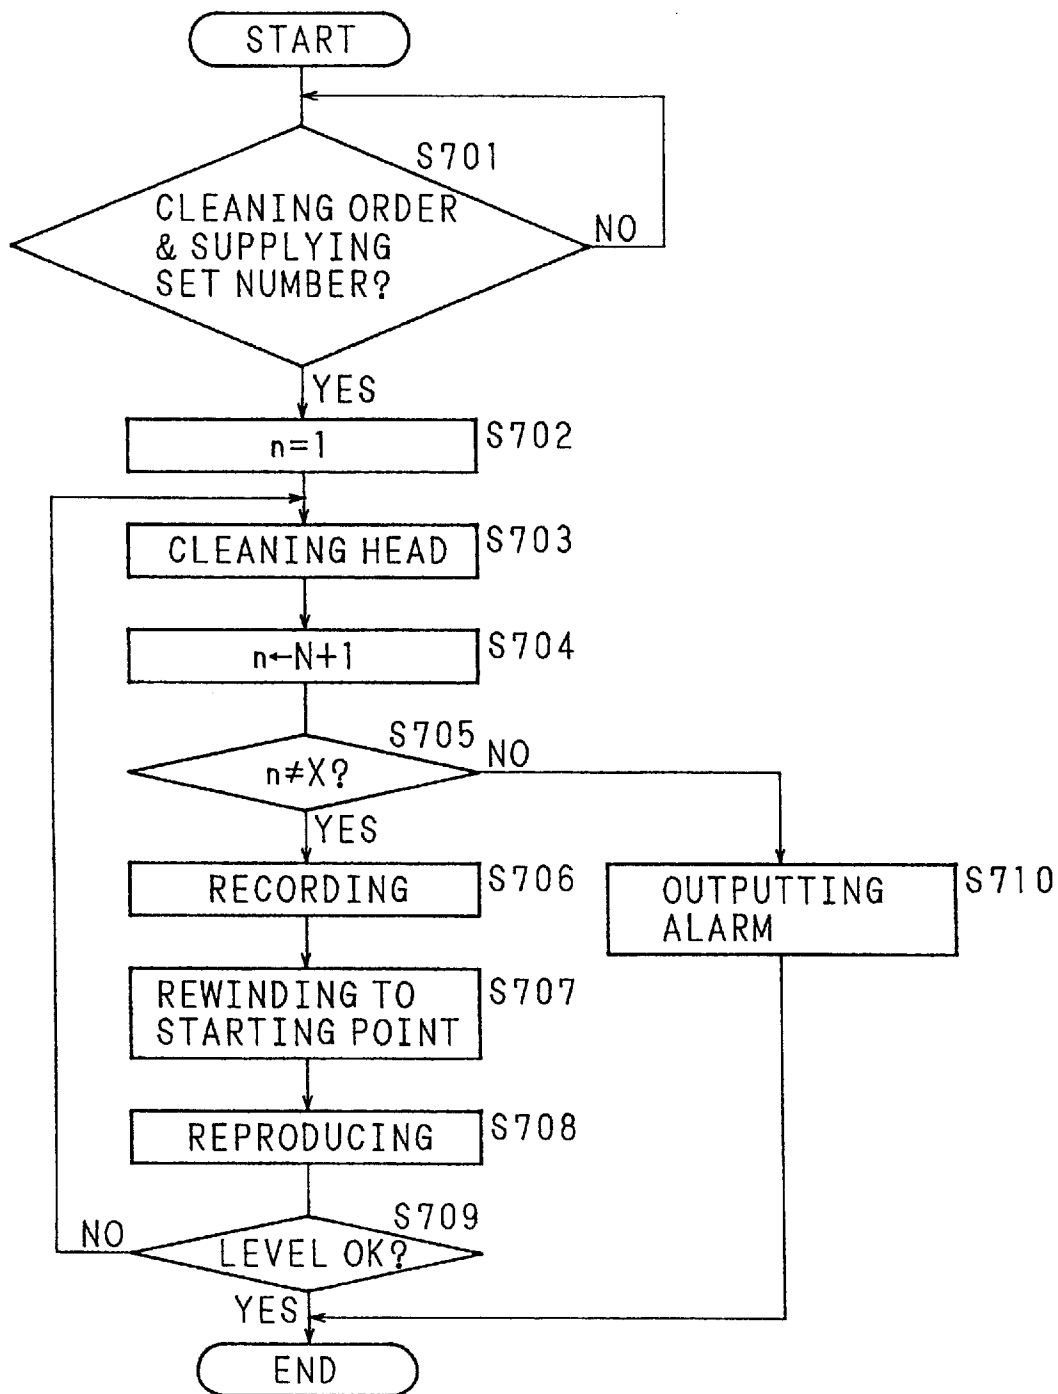 START
S701
CLEANING ORDER
& SUPPLYING
SET NUMBER?
NO
YES
n=1
S702
CLEANING HEAD
S703
n←N+1
S704
S705
n≠X?
NO
YES
RECORDING
S706
OUTPUTTING
ALARM
S710
REWINDING TO
STARTING POINT
S707
REPRODUCING
S708
S709
LEVEL OK?
NO
YES
END